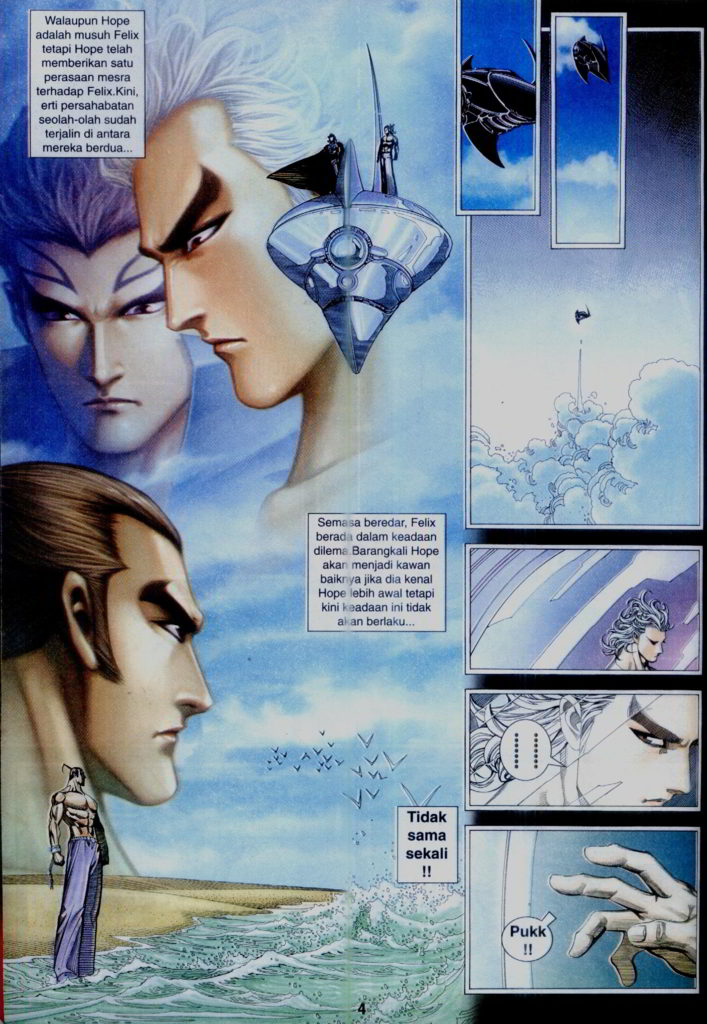 Walaupun Hope
adalah musuh Felix
tetapi Hope telah
memberikan satu
perasaan mesra
terhadap Felix.Kini,
erti persahabatan
seolah-olah sudah
terjalin di antara
mereka berdua...
Semasa beredar, Felix
berada dalam keadaan
dilema.Barangkali Hope
akan menjadi kawan
baiknya jika dia kenal
Hope lebih awal tetapi
kini keadaan ini tidak
akan berlaku...
Tidak
sama
sekali
!!
Pukk
!!
4